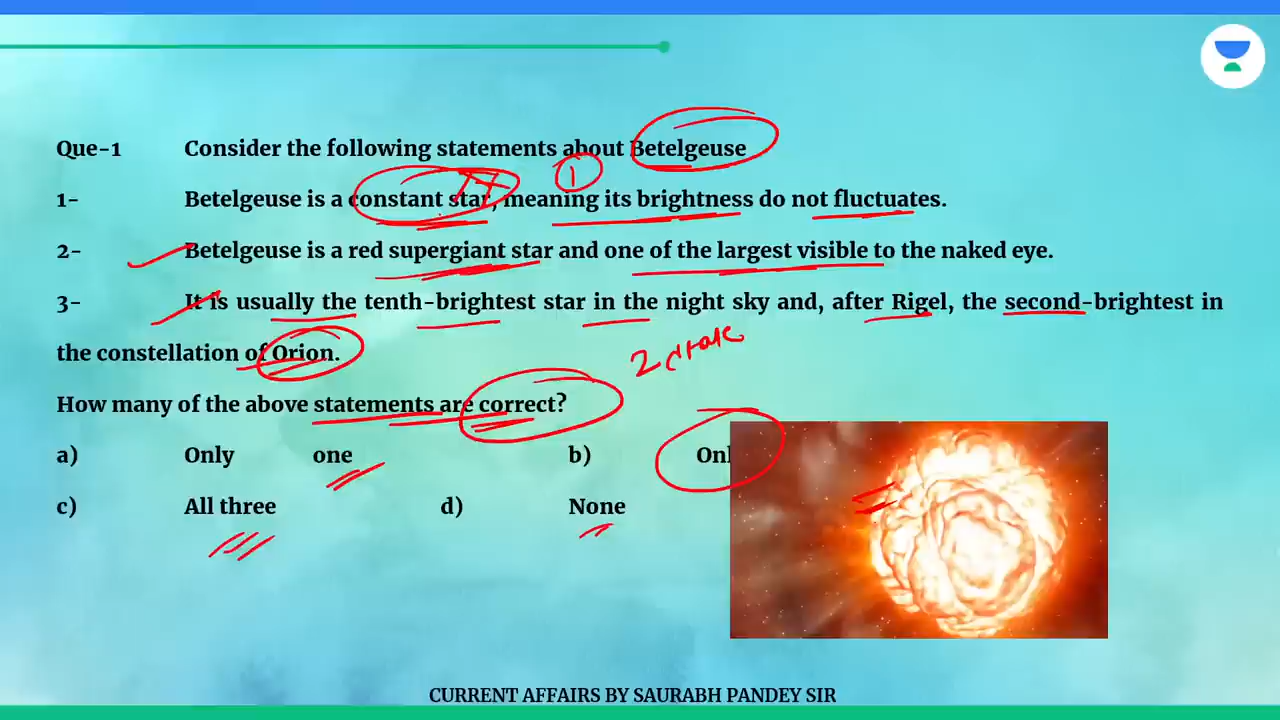 Que-1 Consider the following statements about Betelgeuse
1
1- Betelgeuse is a constant star, meaning its brightness do not fluctuates.
2- Betelgeuse is a red supergiant star and one of the largest visible to the naked eye.
3- It is usually the tenth-brightest star in the night sky and, after Rigel, the second-brightest in
the constellation of Orion.
2
How many of the above statements are correct?
a) Only one b)
c) All three d) None
CURRENT AFFAIRS BY SAURABH PANDEY SIR